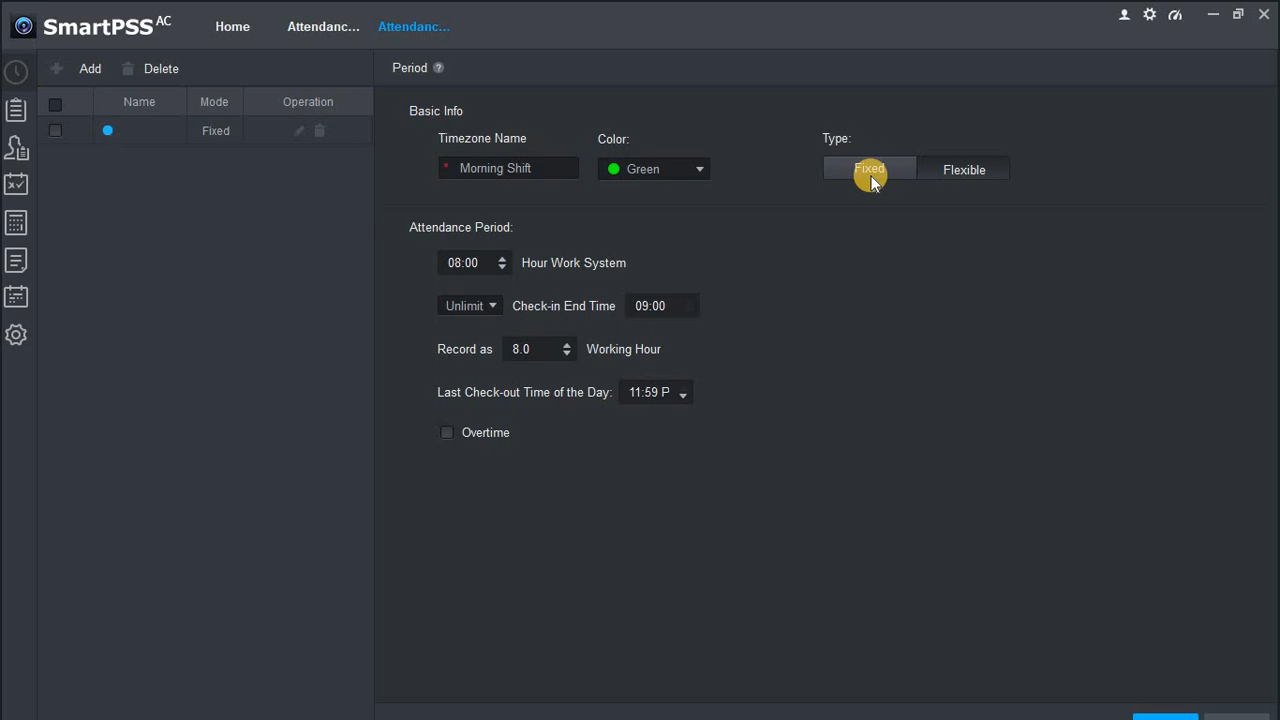 SmartPSS AC Home Attendanc... Attendanc...
Add Delete
Name Mode Operation
Fixed
Period ?
Basic Info
Timezone Name Color: Type:
* Morning Shift Green Fixed Flexible
Attendance Period:
08:00 Hour Work System
Unlimit Check-in End Time 09:00
Record as 8.0 Working Hour
Last Check-out Time of the Day: 11:59 P
Overtime